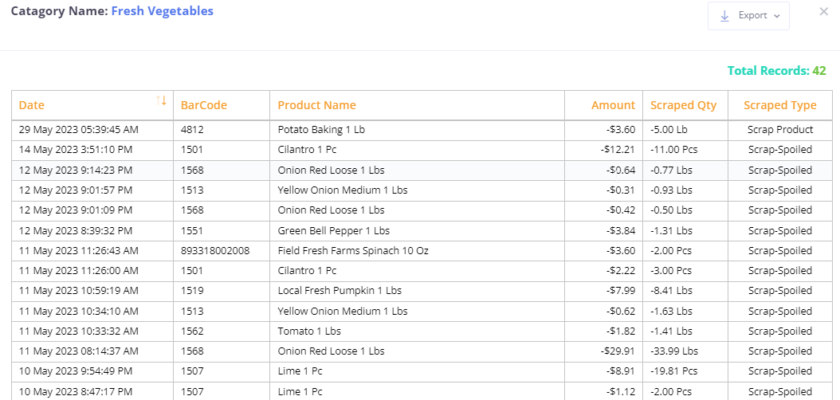 Catagory Name: Fresh Vegetables
Export
Total Records: 42
Date BarCode Product Name Amount Scraped Qty Scraped Type
29 May 2023 05:39:45 AM 4812 Potato Baking 1 Lb -$3.60 -5.00 Lb Scrap Product
14 May 2023 3:51:10 PM 1501 Cilantro 1 Pc -$12.21 -11.00 Pcs Scrap-Spoiled
12 May 2023 9:14:23 PM 1568 Onion Red Loose 1 Lbs -$0.64 -0.77 Lbs Scrap-Spoiled
12 May 2023 9:01:57 PM 1513 Yellow Onion Medium 1 Lbs -$0.31 -0.93 Lbs Scrap-Spoiled
12 May 2023 9:01:09 PM 1568 Onion Red Loose 1 Lbs -$0.42 -0.50 Lbs Scrap-Spoiled
12 May 2023 8:39:32 PM 1551 Green Bell Pepper 1 Lbs -$3.84 -1.31 Lbs Scrap-Spoiled
11 May 2023 11:26:43 AM 893318002008 Field Fresh Farms Spinach 10 Oz -$3.60 -2.00 Pcs Scrap-Spoiled
11 May 2023 11:26:00 AM 1501 Cilantro 1 Pc -$2.22 -3.00 Pcs Scrap-Spoiled
11 May 2023 10:59:19 AM 1519 Local Fresh Pumpkin 1 Lbs -$7.99 -8.41 Lbs Scrap-Spoiled
11 May 2023 10:34:10 AM 1513 Yellow Onion Medium 1 Lbs -$0.62 -1.63 Lbs Scrap-Spoiled
11 May 2023 10:33:32 AM 1562 Tomato 1 Lbs -$1.82 -1.41 Lbs Scrap-Spoiled
11 May 2023 08:14:37 AM 1568 Onion Red Loose 1 Lbs -$29.91 -33.99 Lbs Scrap-Spoiled
10 May 2023 9:54:49 PM 1507 Lime 1 Pc -$8.91 -19.81 Pcs Scrap-Spoiled
10 May 2023 8:47:17 PM 1507 Lime 1 Pc -$1.12 -2.00 Pcs Scrap-Spoiled